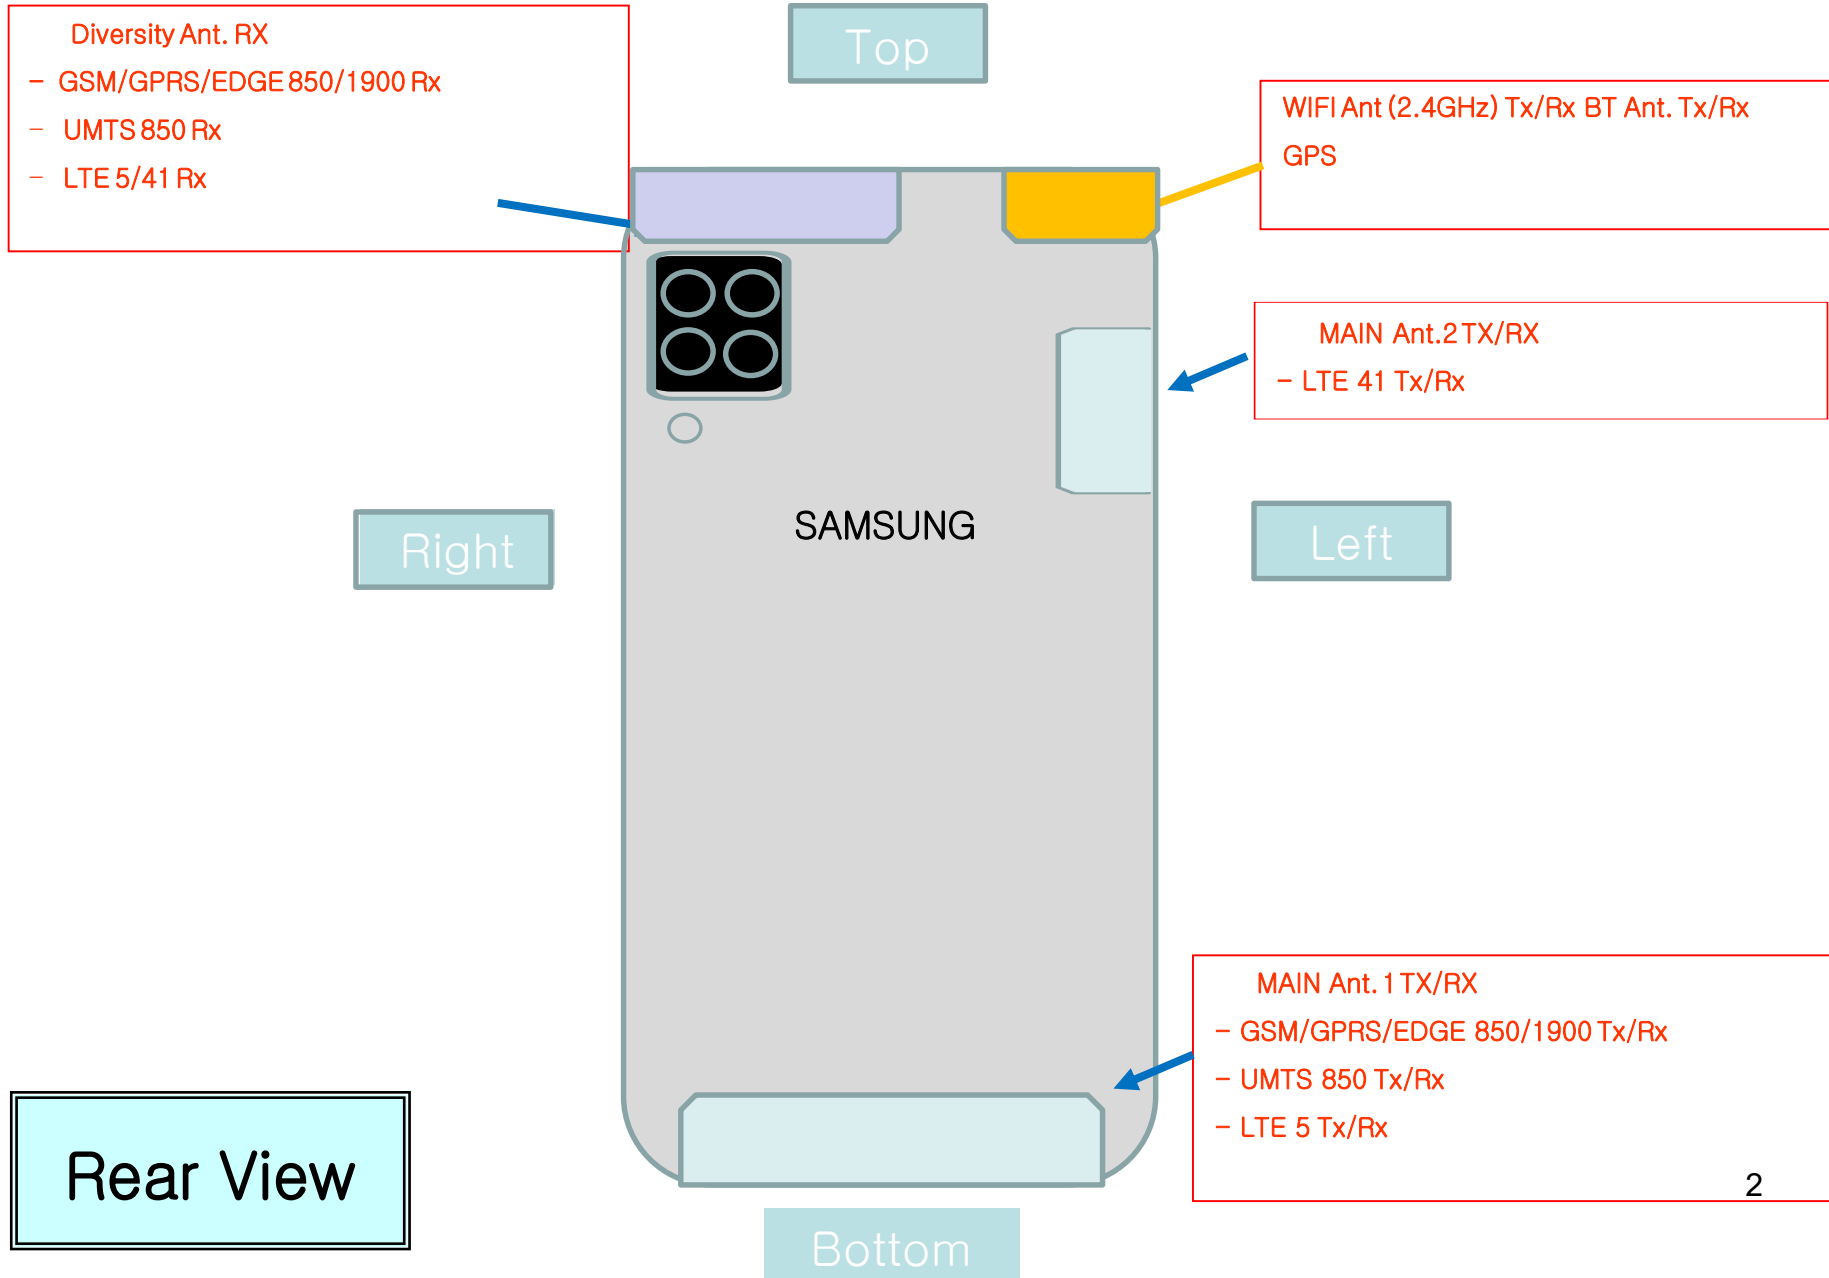 Diversity Ant. RX
- GSM/GPRS/EDGE 850/1900 Rx
- UMTS 850 Rx
- LTE 5/41 Rx
Top
WIFI Ant (2.4GHz) Tx/Rx BT Ant. Tx/Rx
GPS
MAIN Ant.2 TX/RX
- LTE 41 Tx/Rx
SAMSUNG
Right
Left
MAIN Ant. 1 TX/RX
- GSM/GPRS/EDGE 850/1900 Tx/Rx
- UMTS 850 Tx/Rx
- LTE 5 Tx/Rx
2
Rear View
Bottom